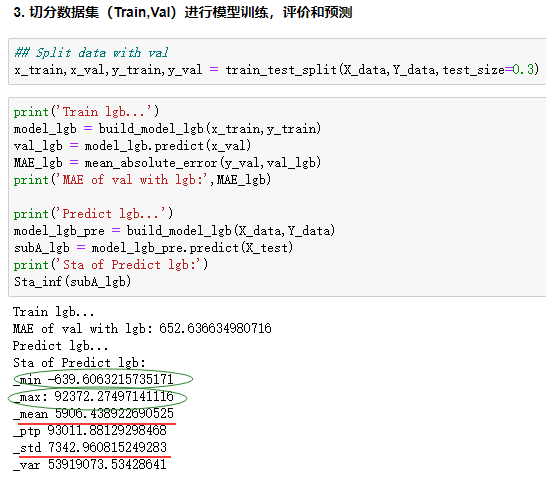 3. 切分数据集（Train,Val）进行模型训练，评价和预测
## Split data with val
x_train,x_val,y_train,y_val = train_test_split(X_data,Y_data,test_size=0.3)
print('Train lgb...')
model_lgb = build_model_lgb(x_train,y_train)
val_lgb = model_lgb.predict(x_val)
MAE_lgb = mean_absolute_error(y_val,val_lgb)
print('MAE of val with lgb:',MAE_lgb)
print('Predict lgb...')
model_lgb_pre = build_model_lgb(X_data,Y_data)
subA_lgb = model_lgb_pre.predict(X_test)
print('Sta of Predict lgb:')
Sta_inf(subA_lgb)
Train lgb...
MAE of val with lgb: 652.636634980716
Predict lgb...
Sta of Predict lgb:
_min -639.6063215735171
_max: 92372.27497141116
_mean 5906.438922690525
_ptp 93011.88129298468
_std 7342.960815249283
_var 53919073.53428641